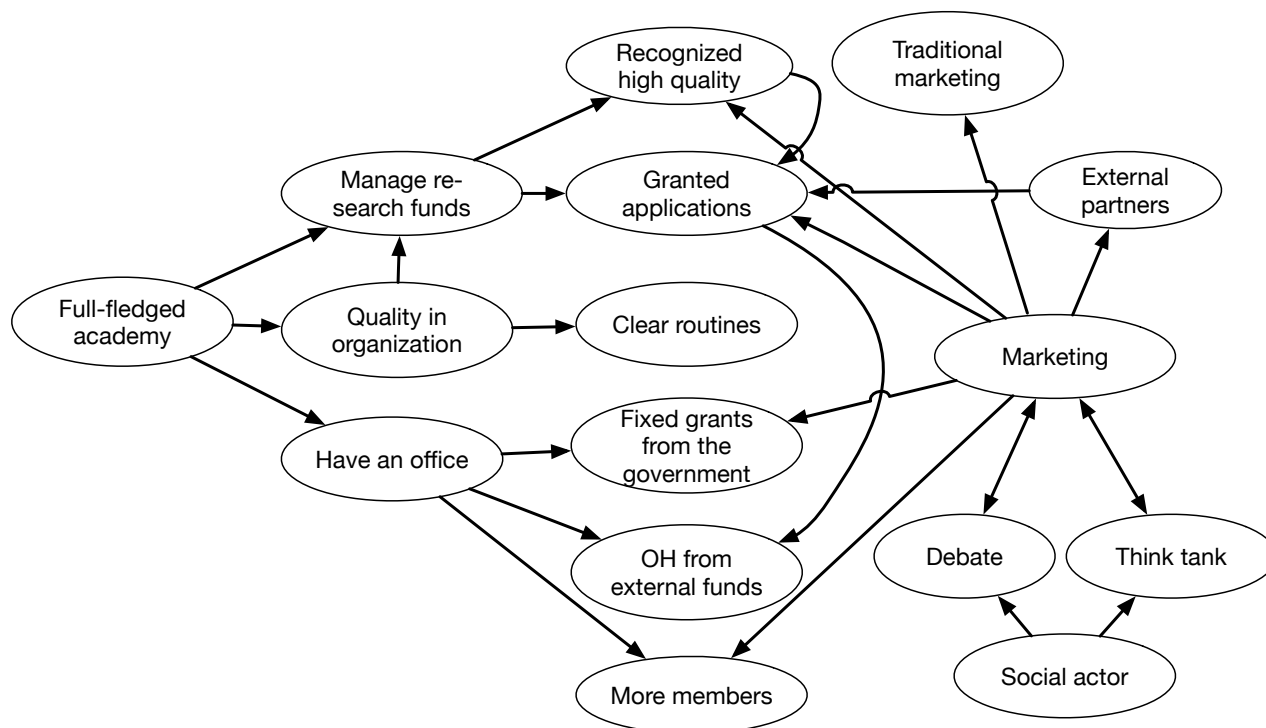 Recognized
high quality
Traditional
marketing
Manage re-
search funds
Granted
applications
External
partners
Full-fledged
academy
Quality in
organization
Clear routines
Marketing
Have an office
Fixed grants
from the
government
OH from
external funds
Debate
Think tank
More members
Social actor